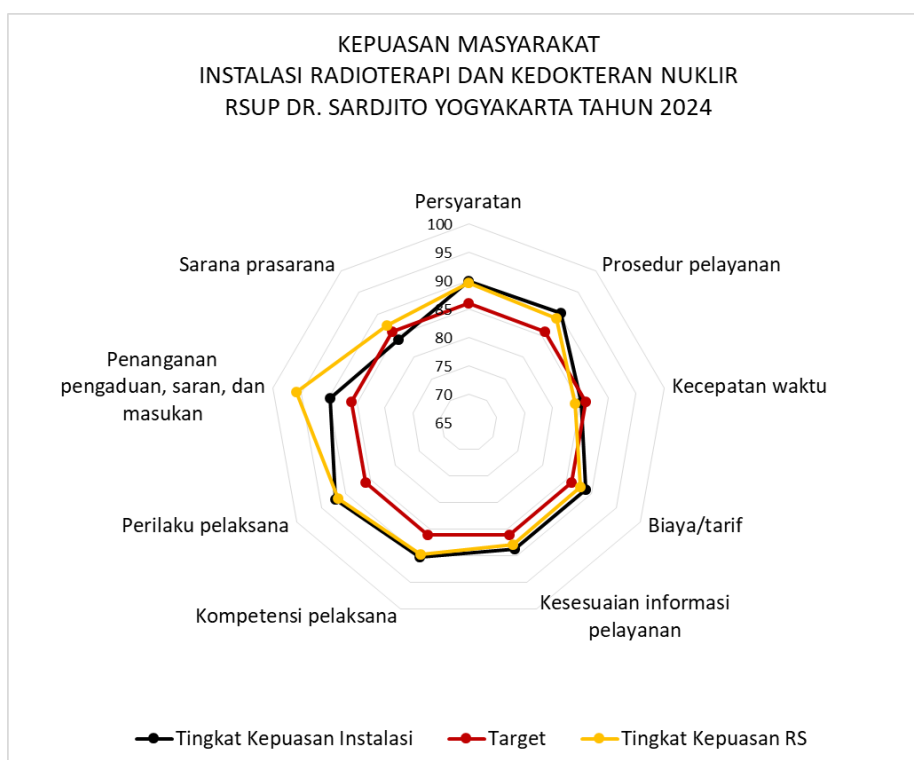 KEPUASAN MASYARAKAT
INSTALASI RADIOTERAPI DAN KEDOKTERAN NUKLIR
RSUP DR. SARDJITO YOGYAKARTA TAHUN 2024
Persyaratan
100
95
90
85
80
75
70
65
Prosedur pelayanan
Kecepatan waktu
Biaya/tarif
Kesesuaian informasi
pelayanan
Kompetensi pelaksana
Perilaku pelaksana
Penanganan
pengaduan, saran, dan
masukan
Sarana prasarana
Tingkat Kepuasan Instalasi
Target
Tingkat Kepuasan RS